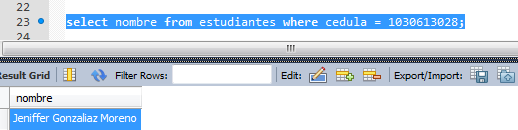 22
23 select nombre from estudiantes where cedula = 1030613028;
24
Result Grid Filter Rows: Edit: Export/Import:
nombre
Jeniffer Gonzaliaz Moreno